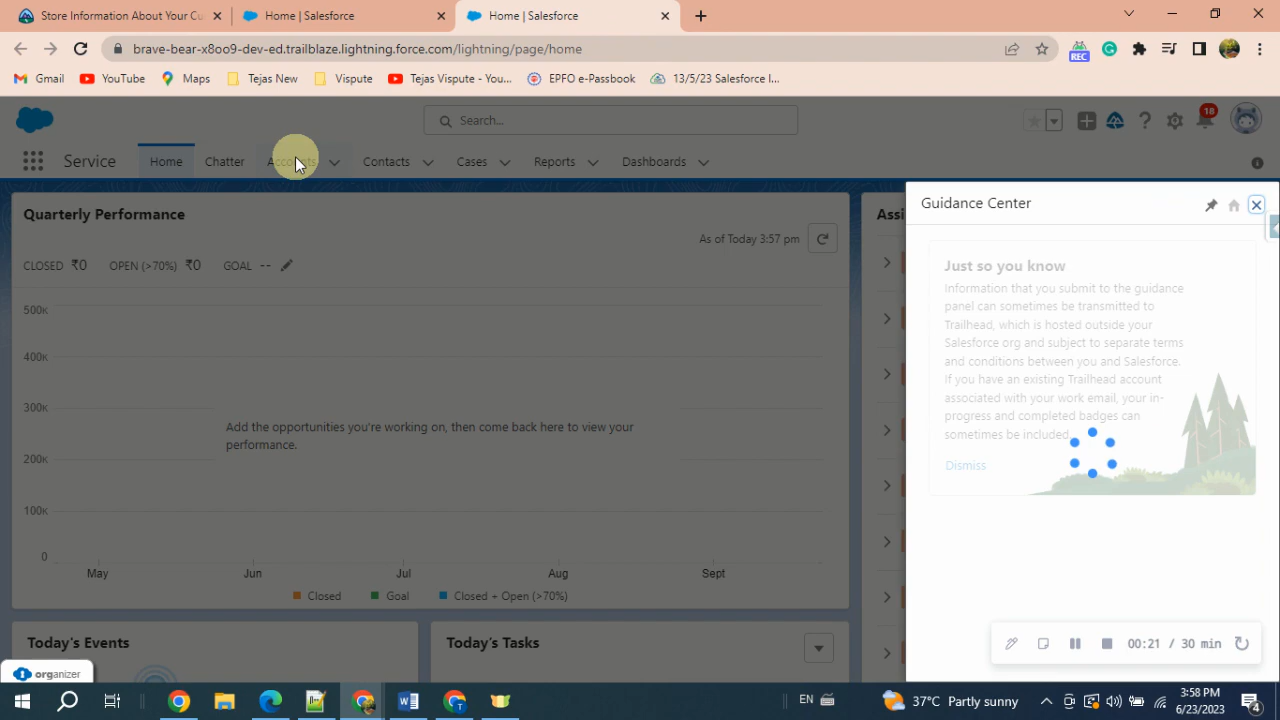 Store Information About Your Cu
Home | Salesforce
Home | Salesforce
brave-bear-x8oo9-dev-ed.trailblaze.lightning.force.com/lightning/page/home
REC
Gmail
YouTube
Maps
Tejas New
Vispute
Tejas Vispute - You...
EPFO e-Passbook
13/5/23 Salesforce I...
Search...
18
Service
Home
Chatter
Accounts
Contacts
Cases
Reports
Dashboards
Quarterly Performance
As of Today 3:57 pm
CLOSED ₹0 OPEN (>70%) ₹0 GOAL --
500K
400K
300K
200K
100K
0
Add the opportunities you're working on, then come back here to view your
performance.
May
Jun
Jul
Aug
Sept
Closed
Goal
Closed + Open (>70%)
Today's Events
Today's Tasks
Assi
Guidance Center
Just so you know
Information that you submit to the guidance
panel can sometimes be transmitted to
Trailhead, which is hosted outside your
Salesforce org and subject to separate terms
and conditions between you and Salesforce.
If you have an existing Trailhead account
associated with your work email, your in-
progress and completed badges can
sometimes be included.
Dismiss
00:21 / 30 min
organizer
EN
37°C Partly sunny
3:58 PM
6/23/2023
4